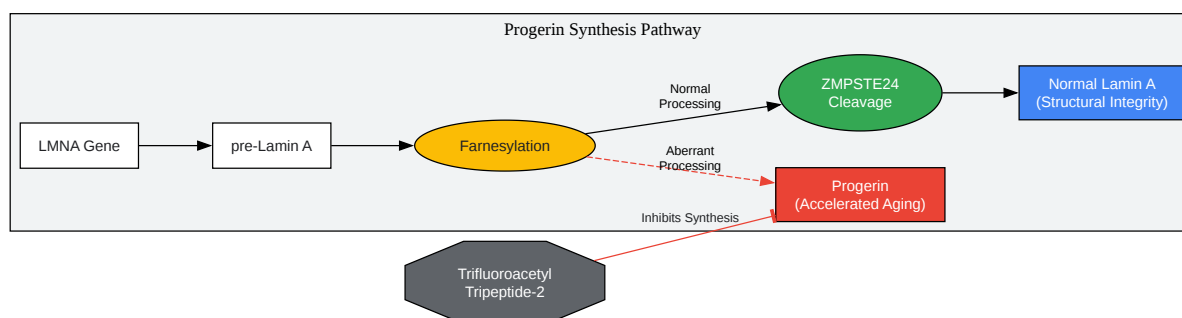 Progerin Synthesis Pathway
LMNA Gene
pre-Lamin A
Farnesylation
Normal
Processing
ZMPSTE24
Cleavage
Normal Lamin A
(Structural Integrity)
Aberrant
Processing
Progerin
(Accelerated Aging)
Inhibits Synthesis
Trifluoroacetyl
Tripeptide-2